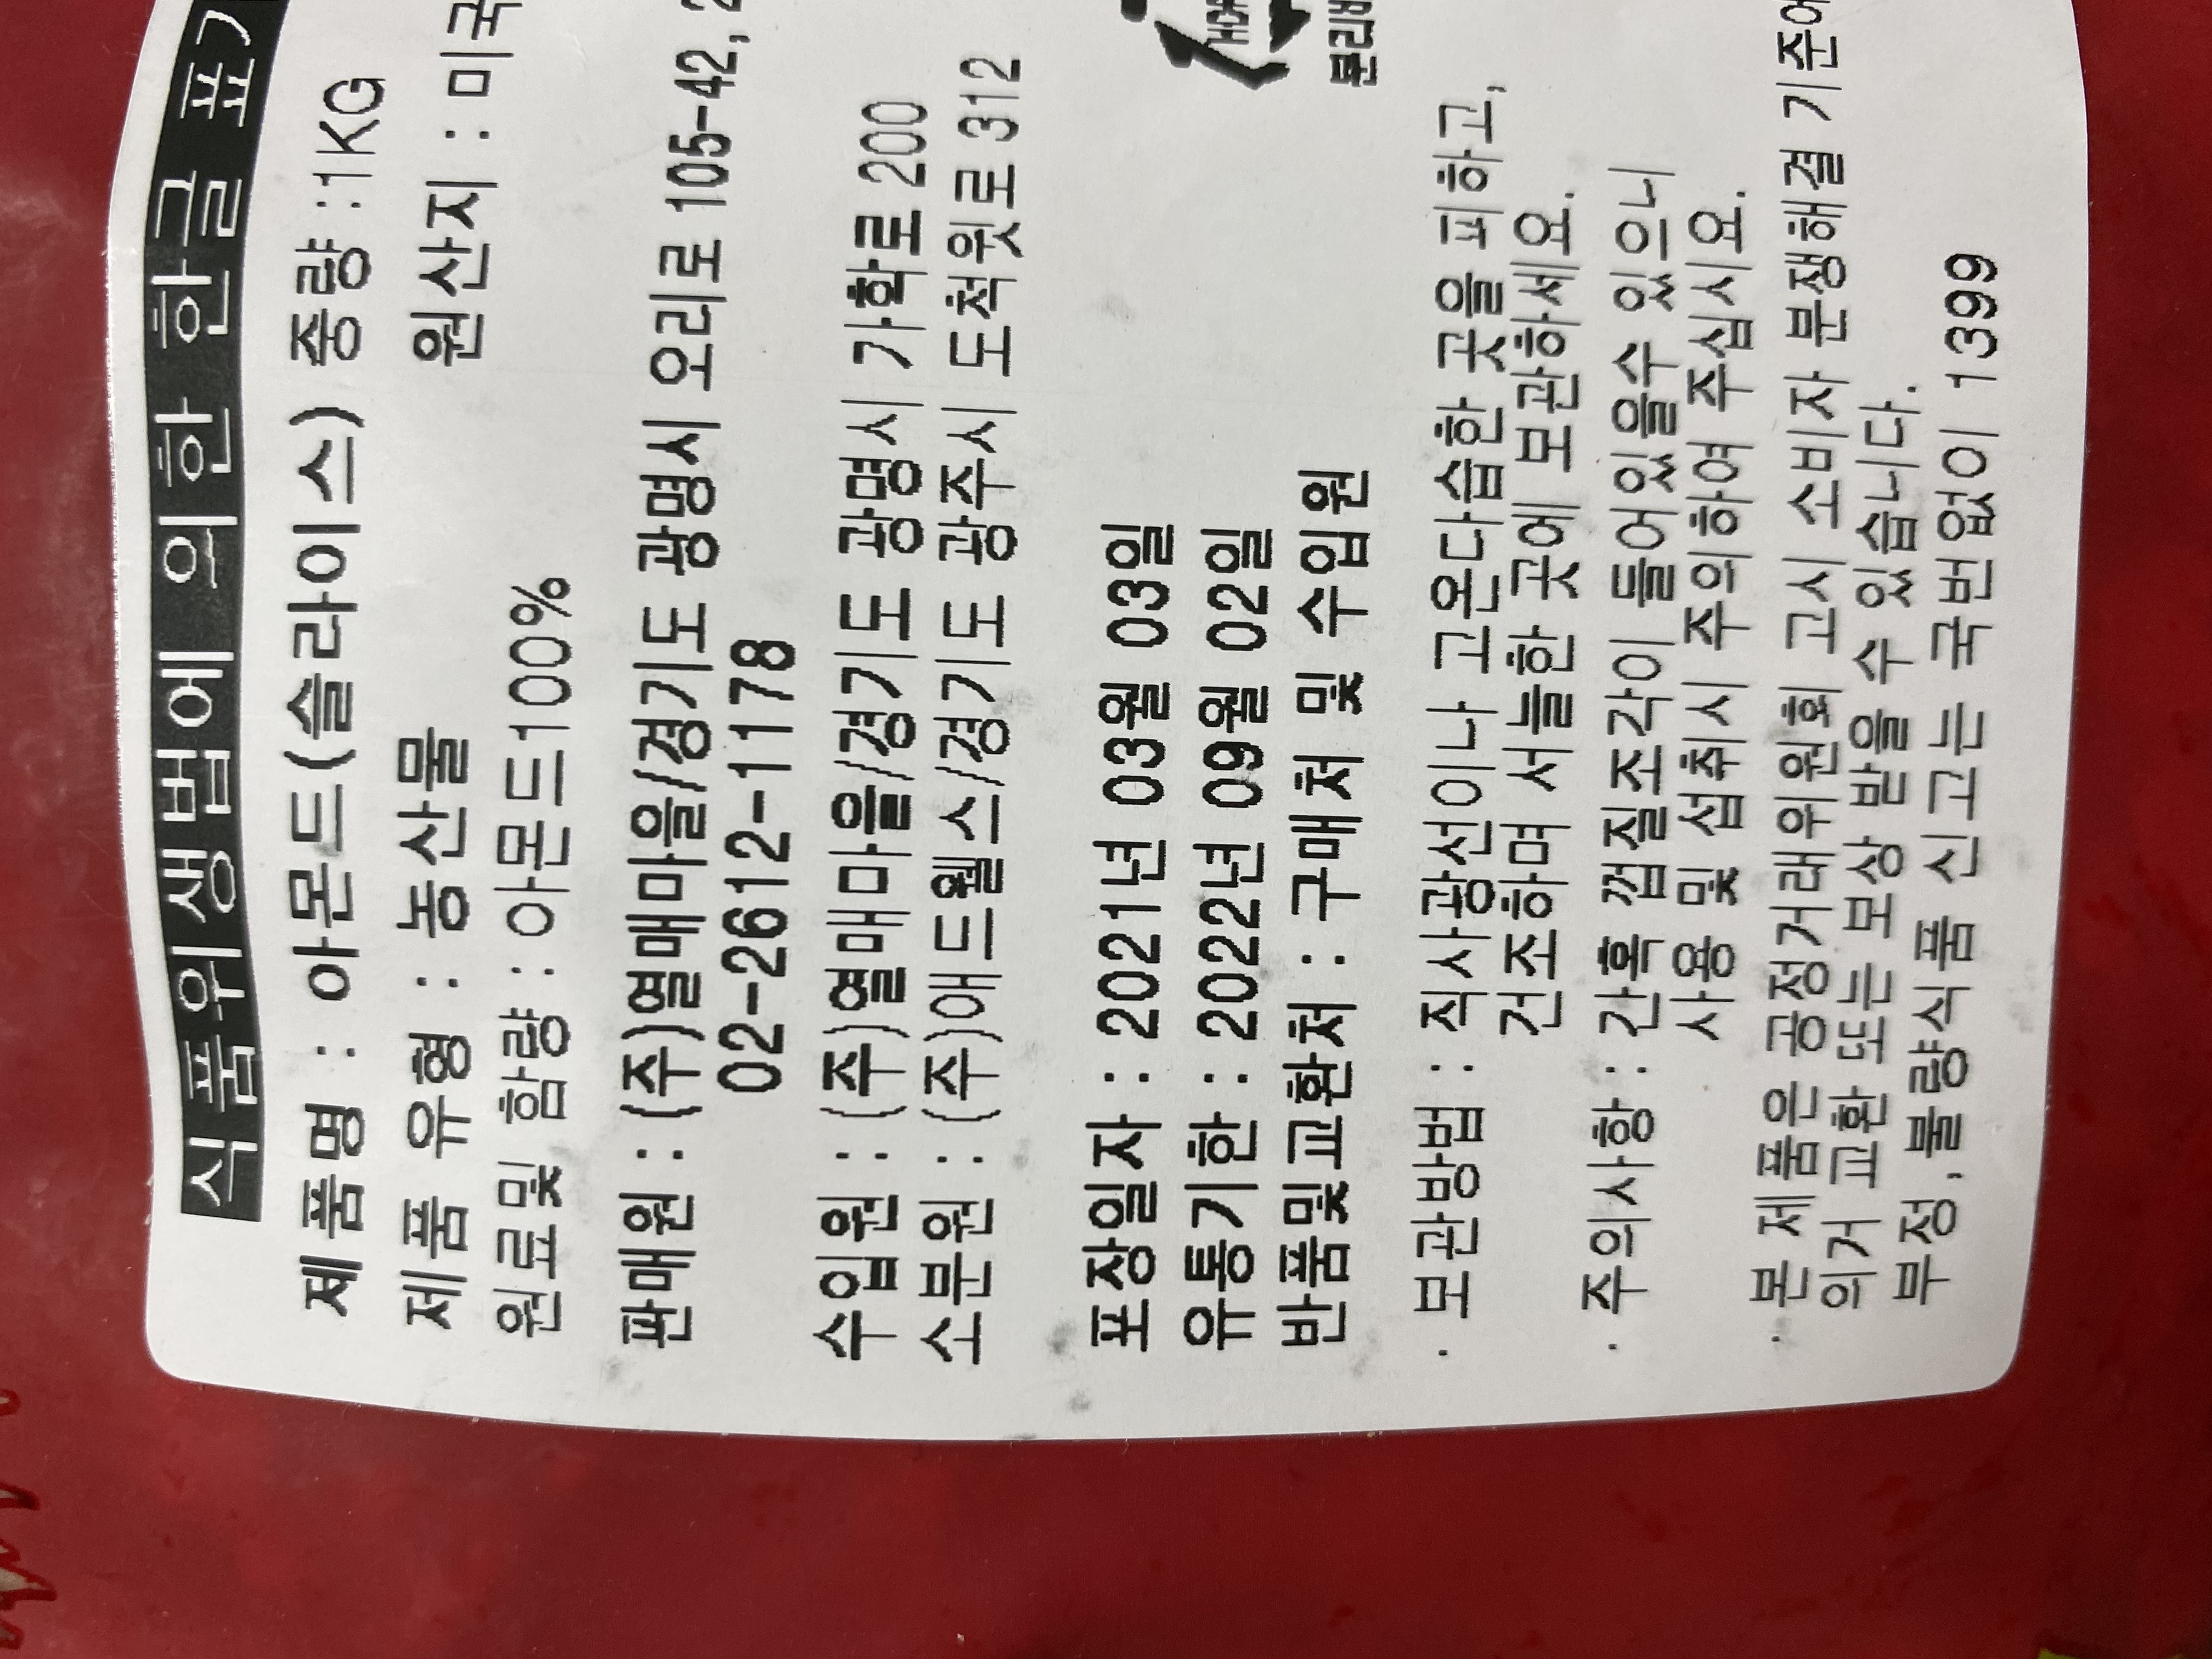 식품위생법에 의한 한글
제품명 : 아몬드(슬라이스) 중량 :1KG
제품 유형 : 농산물 원산지 : 미국
원료및 함량 : 아몬드100%
판매원 : (주)열매마을/경기도 광명시 오리로 105-42,
02-2612-1178
수입원 : (주)열매마을/경기도 광명시 가학로 200
소분원 : (주)애드웰스/경기도 광주시 도척윗로 312
포장일자 : 2021년 03월 03일
유통기한 : 2022년 09월 02일
반품및교환처 : 구매처 및 수입원
· 보관방법 : 직사광선이나 고온다습한 곳을 피하고,
건조하며 서늘한 곳에 보관하세요.
· 주의사항 : 간혹 껍질조각이 들어있을수 있으니
사용 및 섭취시 주의하여 주십시오.
· 본 제품은 공정거래위원회 고시 소비자 분쟁해결 기준에
의거 교환 또는 보상 받을 수 있습니다.
부정,불량식품 신고는 국번없이 1399